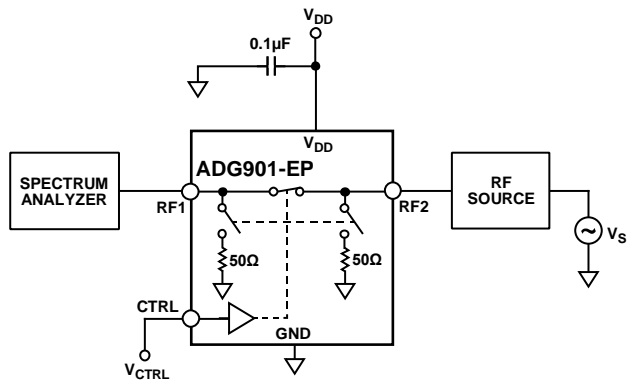 VDD
0.1µF
VDD
ADG901-EP
SPECTRUM
ANALYZER
RF1
RF2
RF
SOURCE
VS
50Ω
50Ω
CTRL
GND
VCTRL